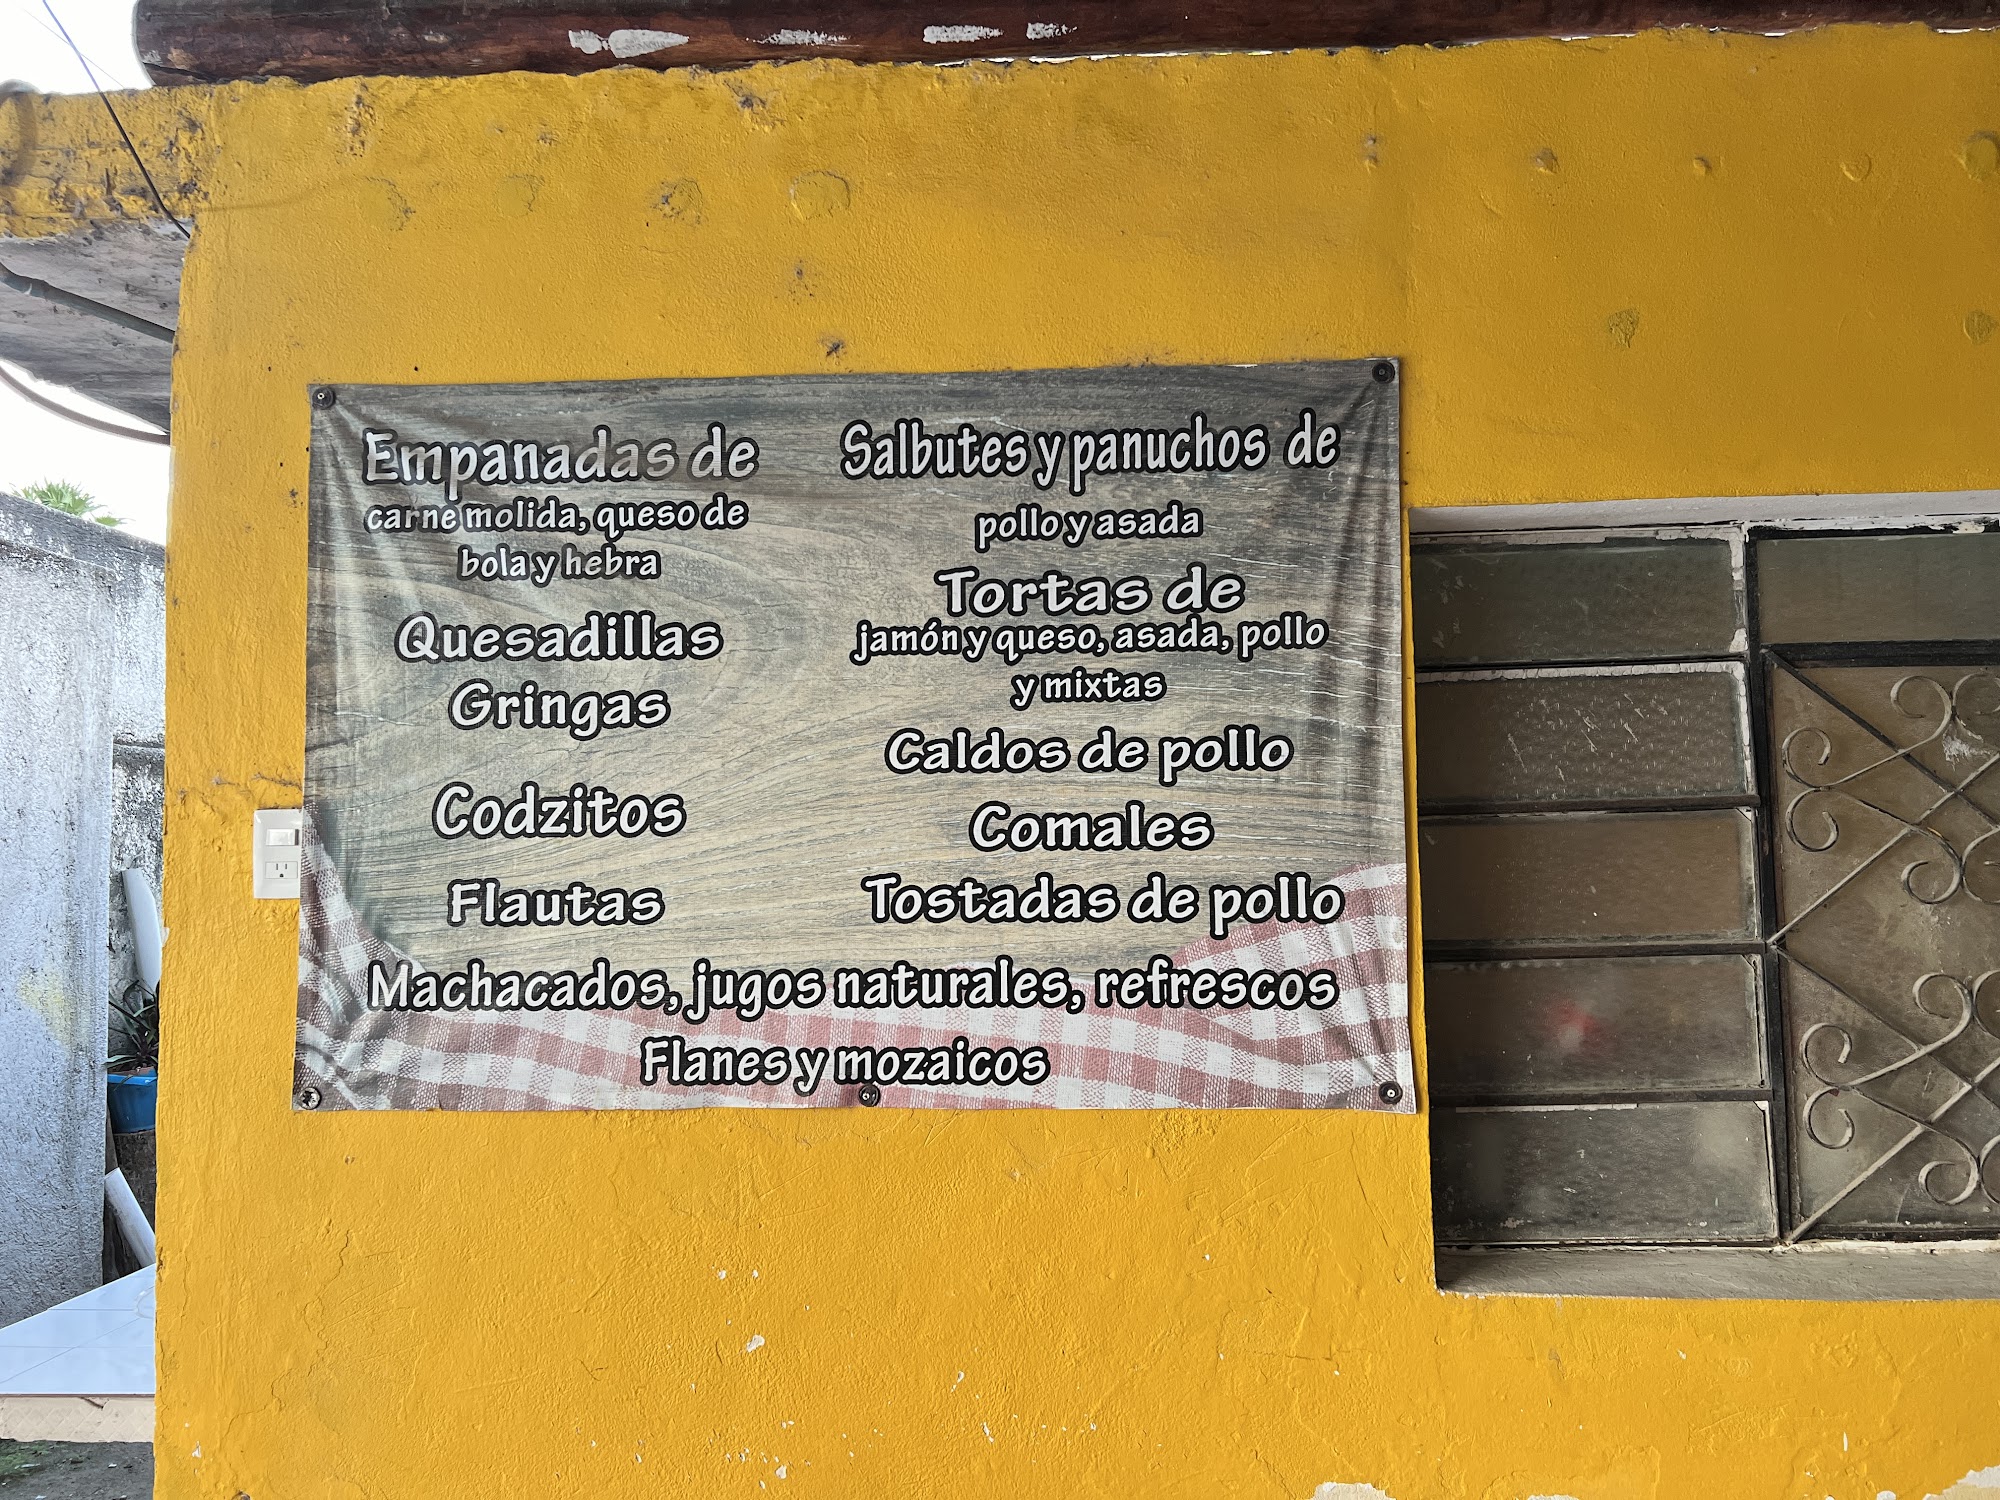 Empanadas de
carne molida, queso de
bola y hebra
Quesadillas
Gringas
Codzitos
Flautas
Salbutes y panuchos de
pollo y asada
Tortas de
jamón y queso, asada, pollo
y mixtas
Caldos de pollo
Comales
Tostadas de pollo
Machacados, jugos naturales, refrescos
Flanes y mozaicos